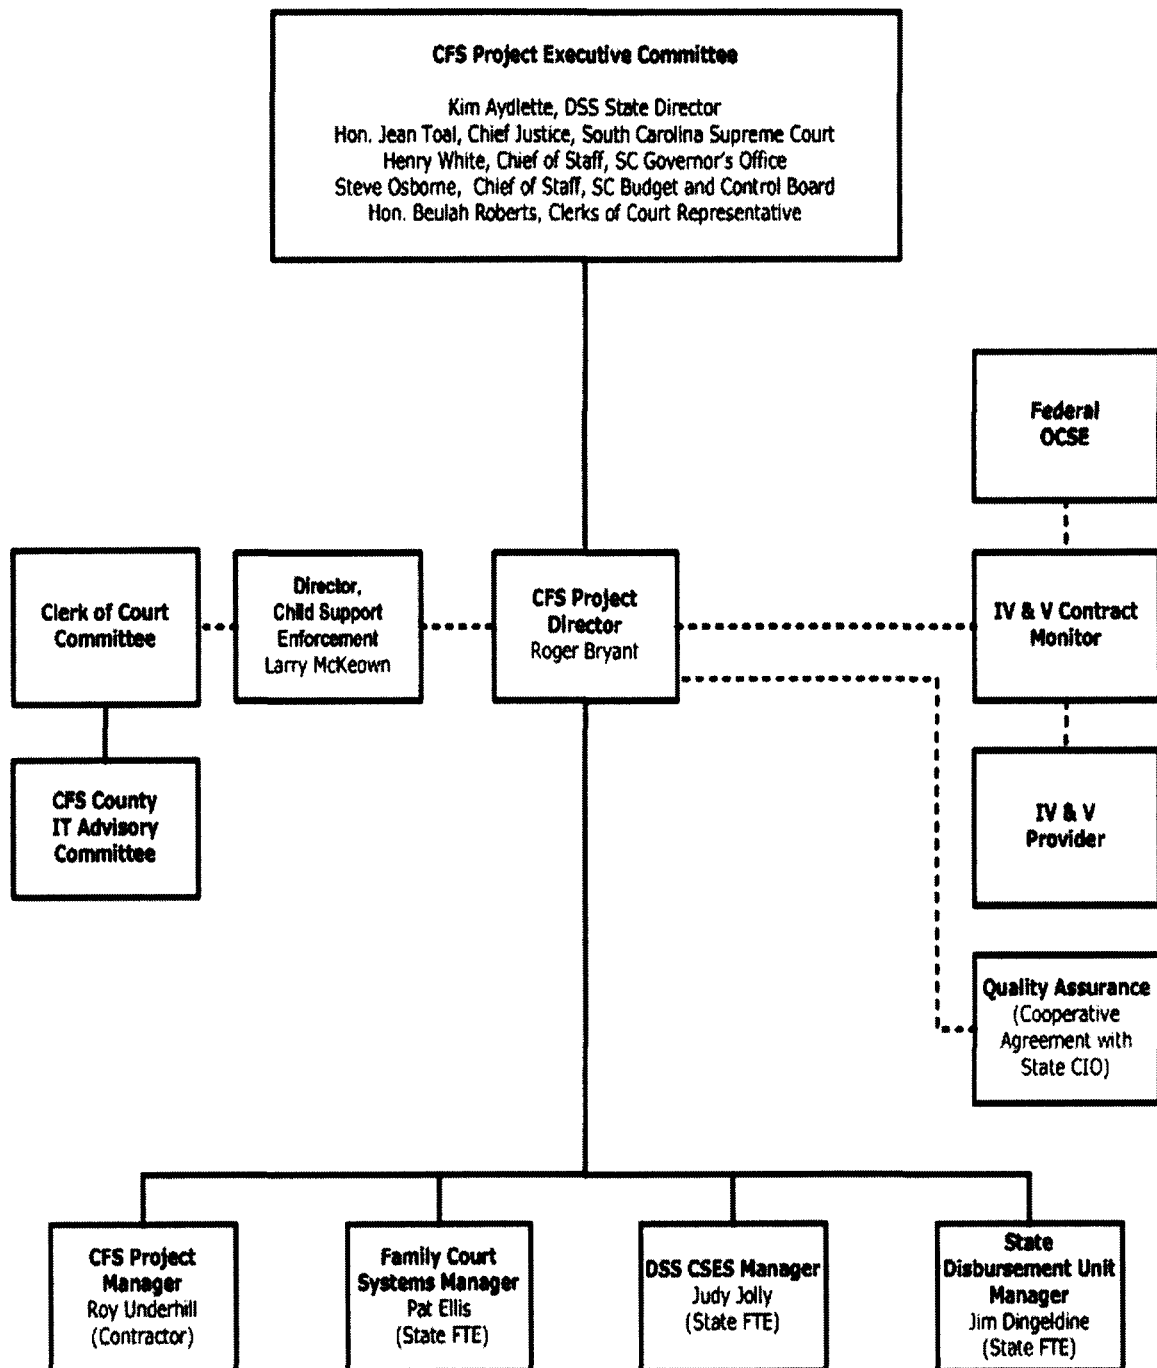 CFS Project Executive Committee
Kim Aydlette, DSS State Director
Hon. Jean Toal, Chief Justice, South Carolina Supreme Court
Henry White, Chief of Staff, SC Governor's Office
Steve Osborne, Chief of Staff, SC Budget and Control Board
Hon. Beulah Roberts, Clerks of Court Representative
Federal
OCSE
Clerk of Court
Committee
Director,
Child Support
Enforcement
Larry McKeown
CFS Project
Director
Roger Bryant
IV & V Contract
Monitor
CFS County
IT Advisory
Committee
IV & V
Provider
Quality Assurance
(Cooperative
Agreement with
State CIO)
CFS Project
Manager
Roy Underhill
(Contractor)
Family Court
Systems Manager
Pat Ellis
(State FTE)
DSS CSES Manager
Judy Jolly
(State FTE)
State
Disbursement Unit
Manager
Jim Dingeldine
(State FTE)